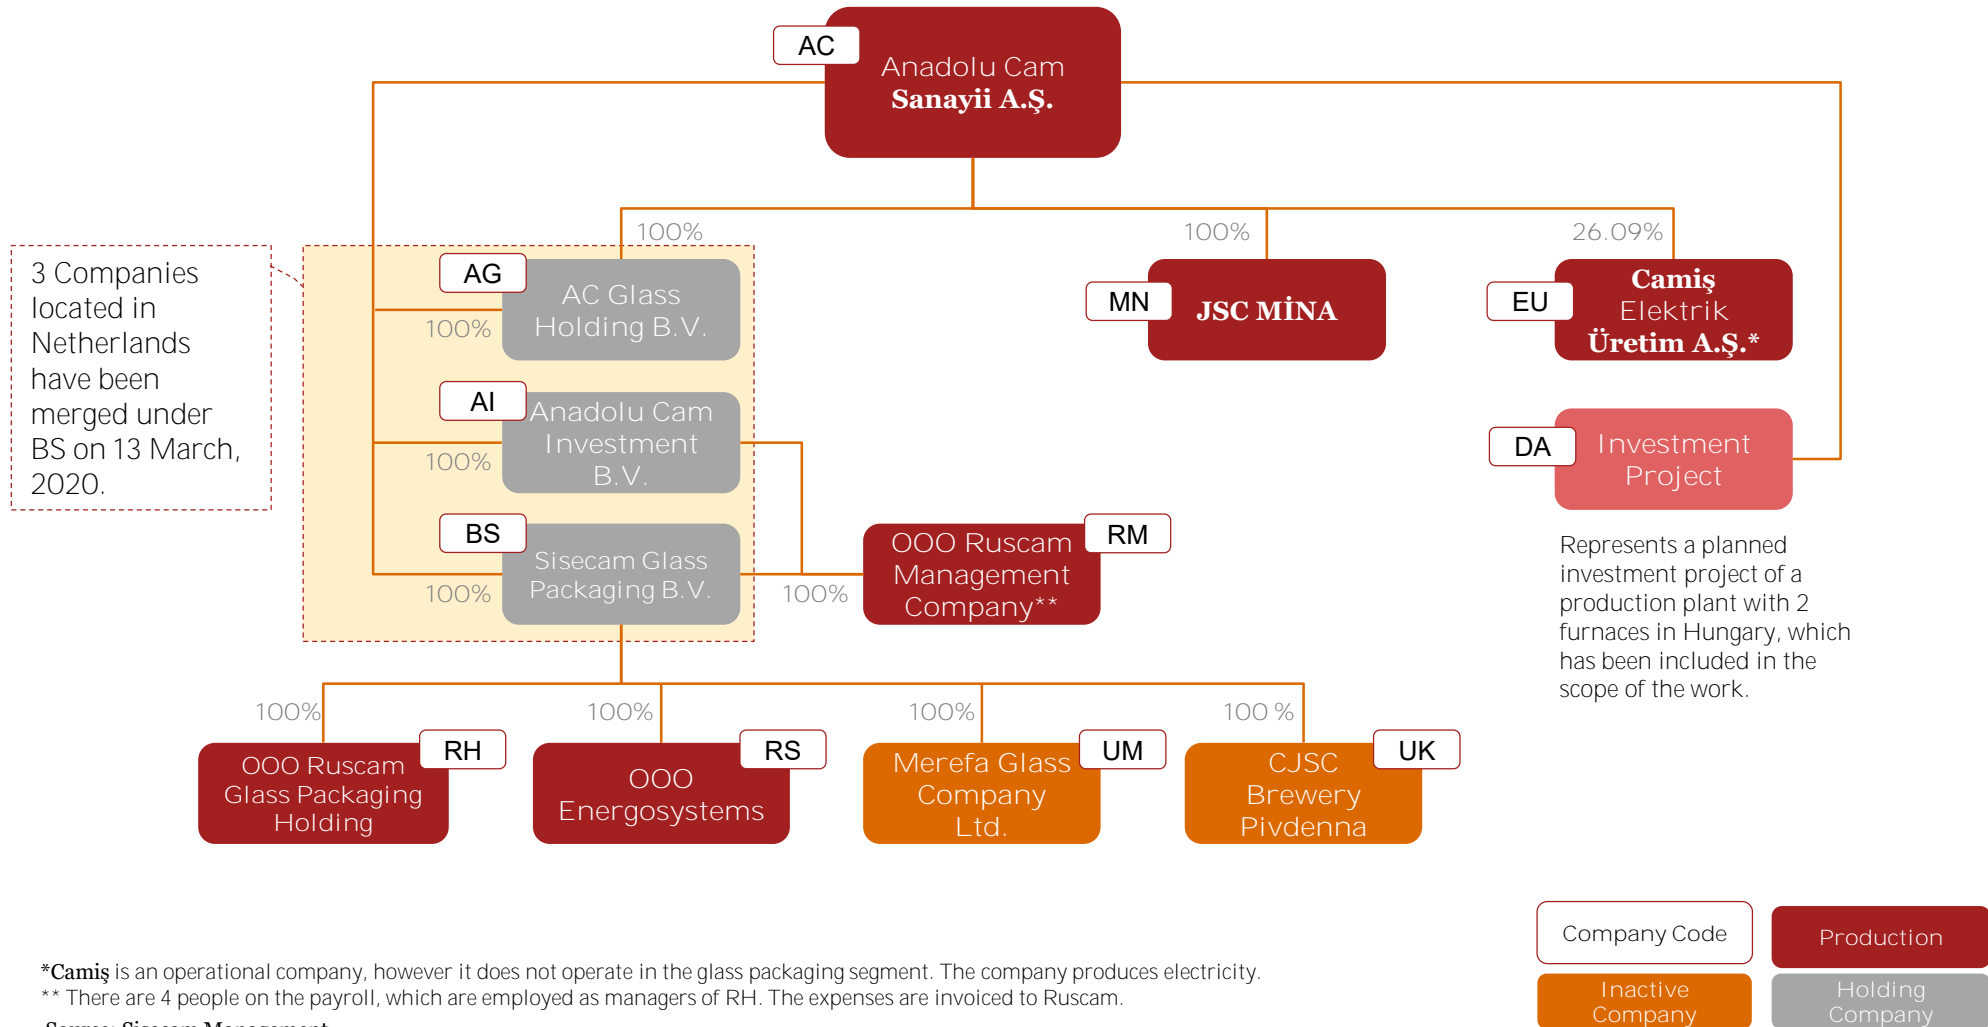 AC
Anadolu Cam
Sanayii A.Ş.
100%
100%
26.09%
3 Companies
located in
Netherlands
have been
merged under
BS on 13 March,
2020.
AG
AC Glass
Holding B.V.
100%
MN
JSC MİNA
EU
Camiş
Elektrik
Üretim A.Ş.*
AI
Anadolu Cam
Investment
B.V.
100%
DA
Investment
Project
BS
Sisecam Glass
Packaging B.V.
100%
100%
RM
OOO Ruscam
Management
Company**
Represents a planned
investment project of a
production plant with 2
furnaces in Hungary, which
has been included in the
scope of the work.
100%
100%
100%
100 %
RH
OOO Ruscam
Glass Packaging
Holding
RS
OOO
Energosystems
UM
Merefa Glass
Company
Ltd.
UK
CJSC
Brewery
Pivdenna
Company Code
Production
Inactive
Company
Holding
Company
*Camiş is an operational company, however it does not operate in the glass packaging segment. The company produces electricity.
** There are 4 people on the payroll, which are employed as managers of RH. The expenses are invoiced to Ruscam.
Source: Sisecam Management